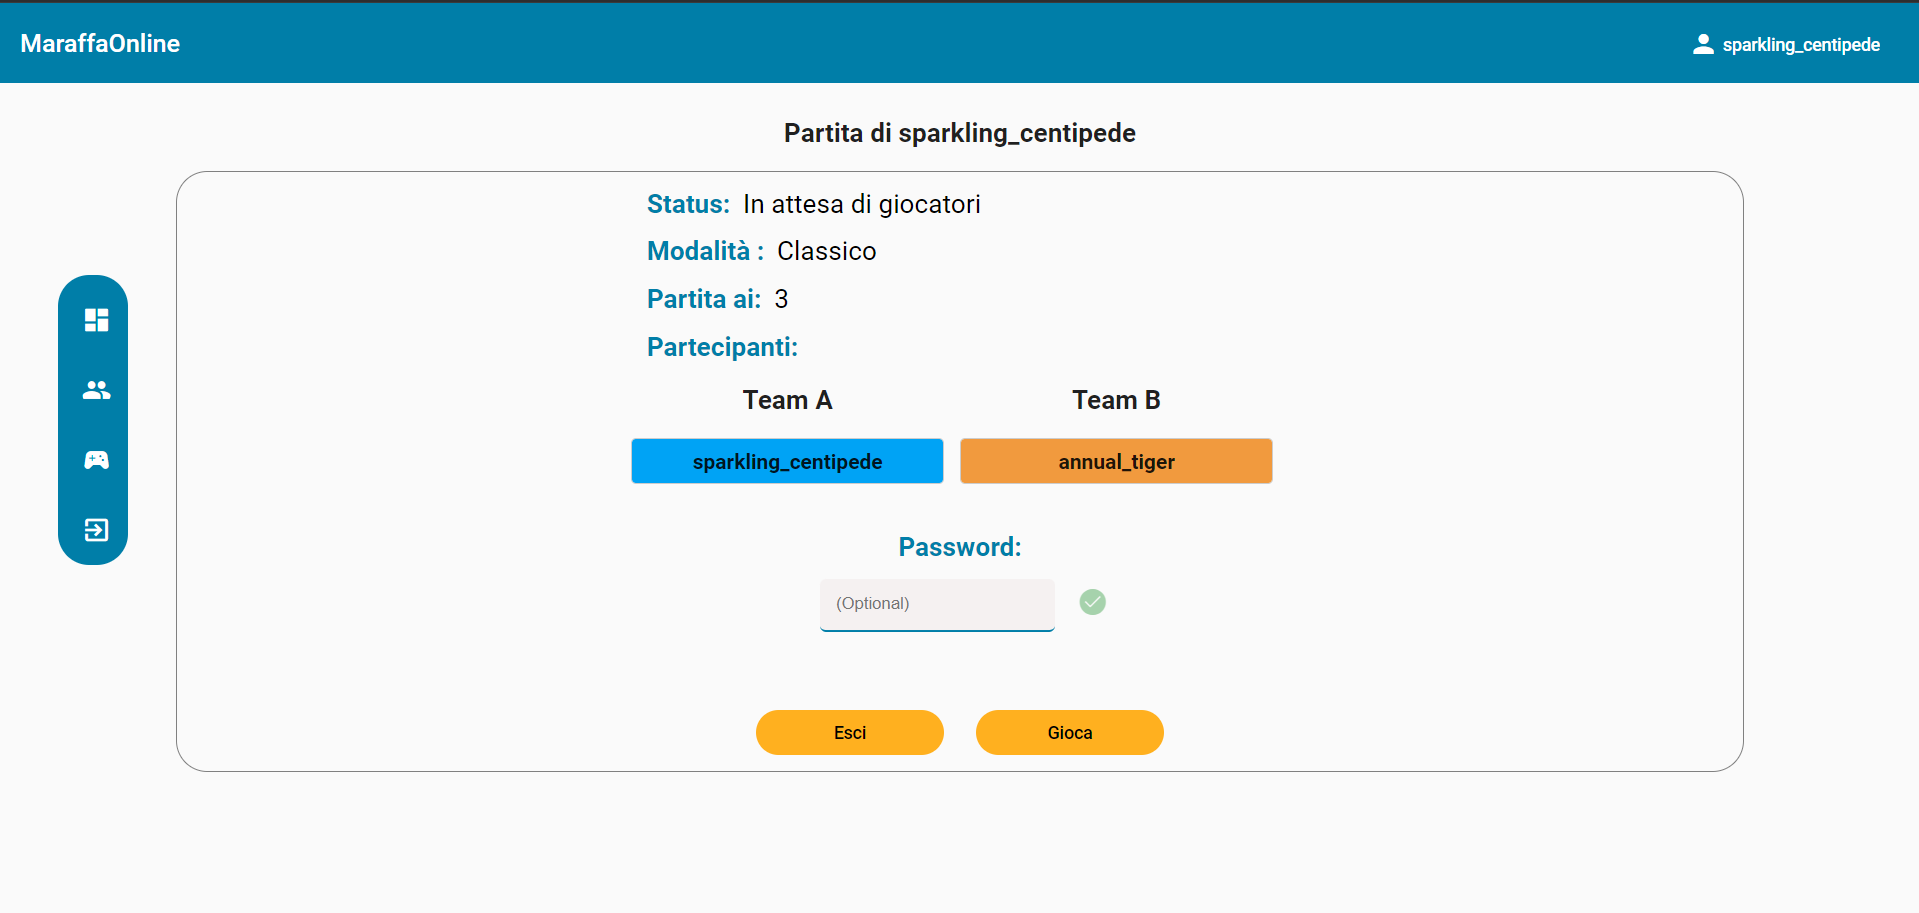 MaraffaOnline
sparkling_centipede
Partita di sparkling_centipede
Status: In attesa di giocatori
Modalità : Classico
Partita ai: 3
Partecipanti:
Team A
Team B
sparkling_centipede
annual_tiger
Password:
(Optional)
Esci
Gioca